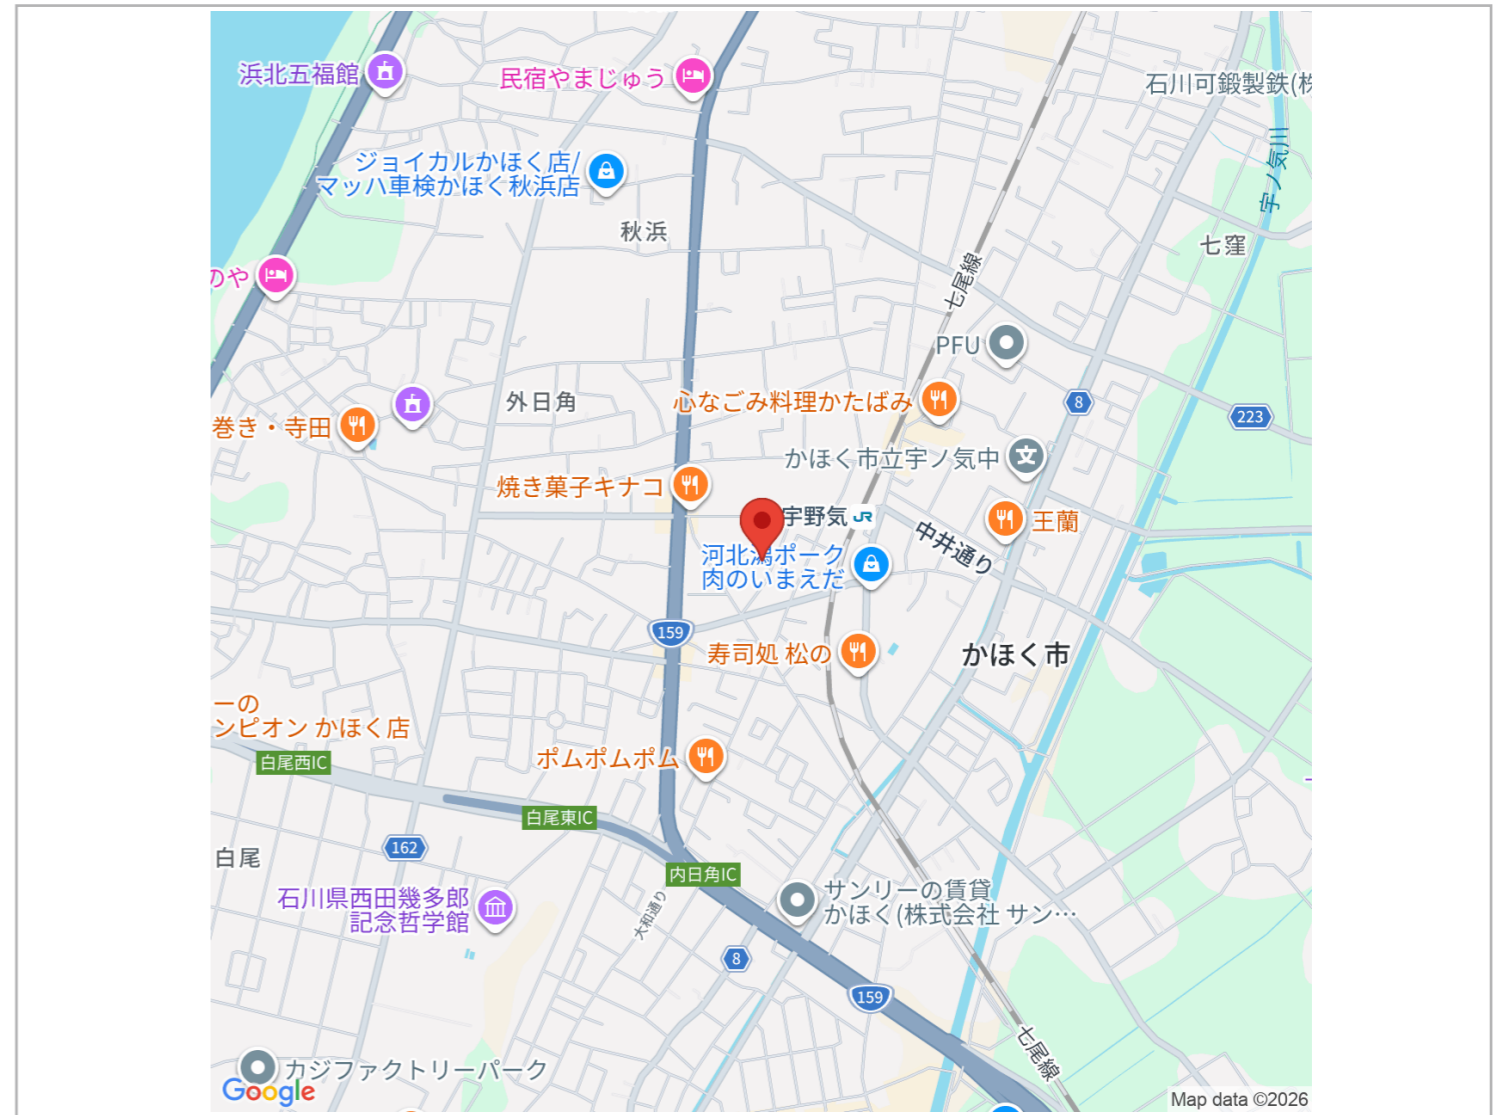 浜北五福館
民宿やまじゅう
石川可鍛製鉄(株
ジョイカルかほく店/
マッハ車検かほく秋浜店
宇ノ気川
秋浜
七窪
のや
七尾線
PFU
外日角
心なごみ料理かたばみ
8
223
巻き・寺田
かほく市立宇ノ気中
文
焼き菓子キナコ
宇野気 JR
王蘭
中井通り
河北潟ポーク
肉のいまえだ
159
寿司処 松の
かほく市
ーの
ンピオン かほく店
白尾西IC
ポムポムポム
白尾東IC
162
白尾
内日角IC
石川県西田幾多郎
記念哲学館
サンリーの賃貸
かほく(株式会社 サン…
大和通り
8
159
七尾線
カジファクトリーパーク
Google
Map data ©2026